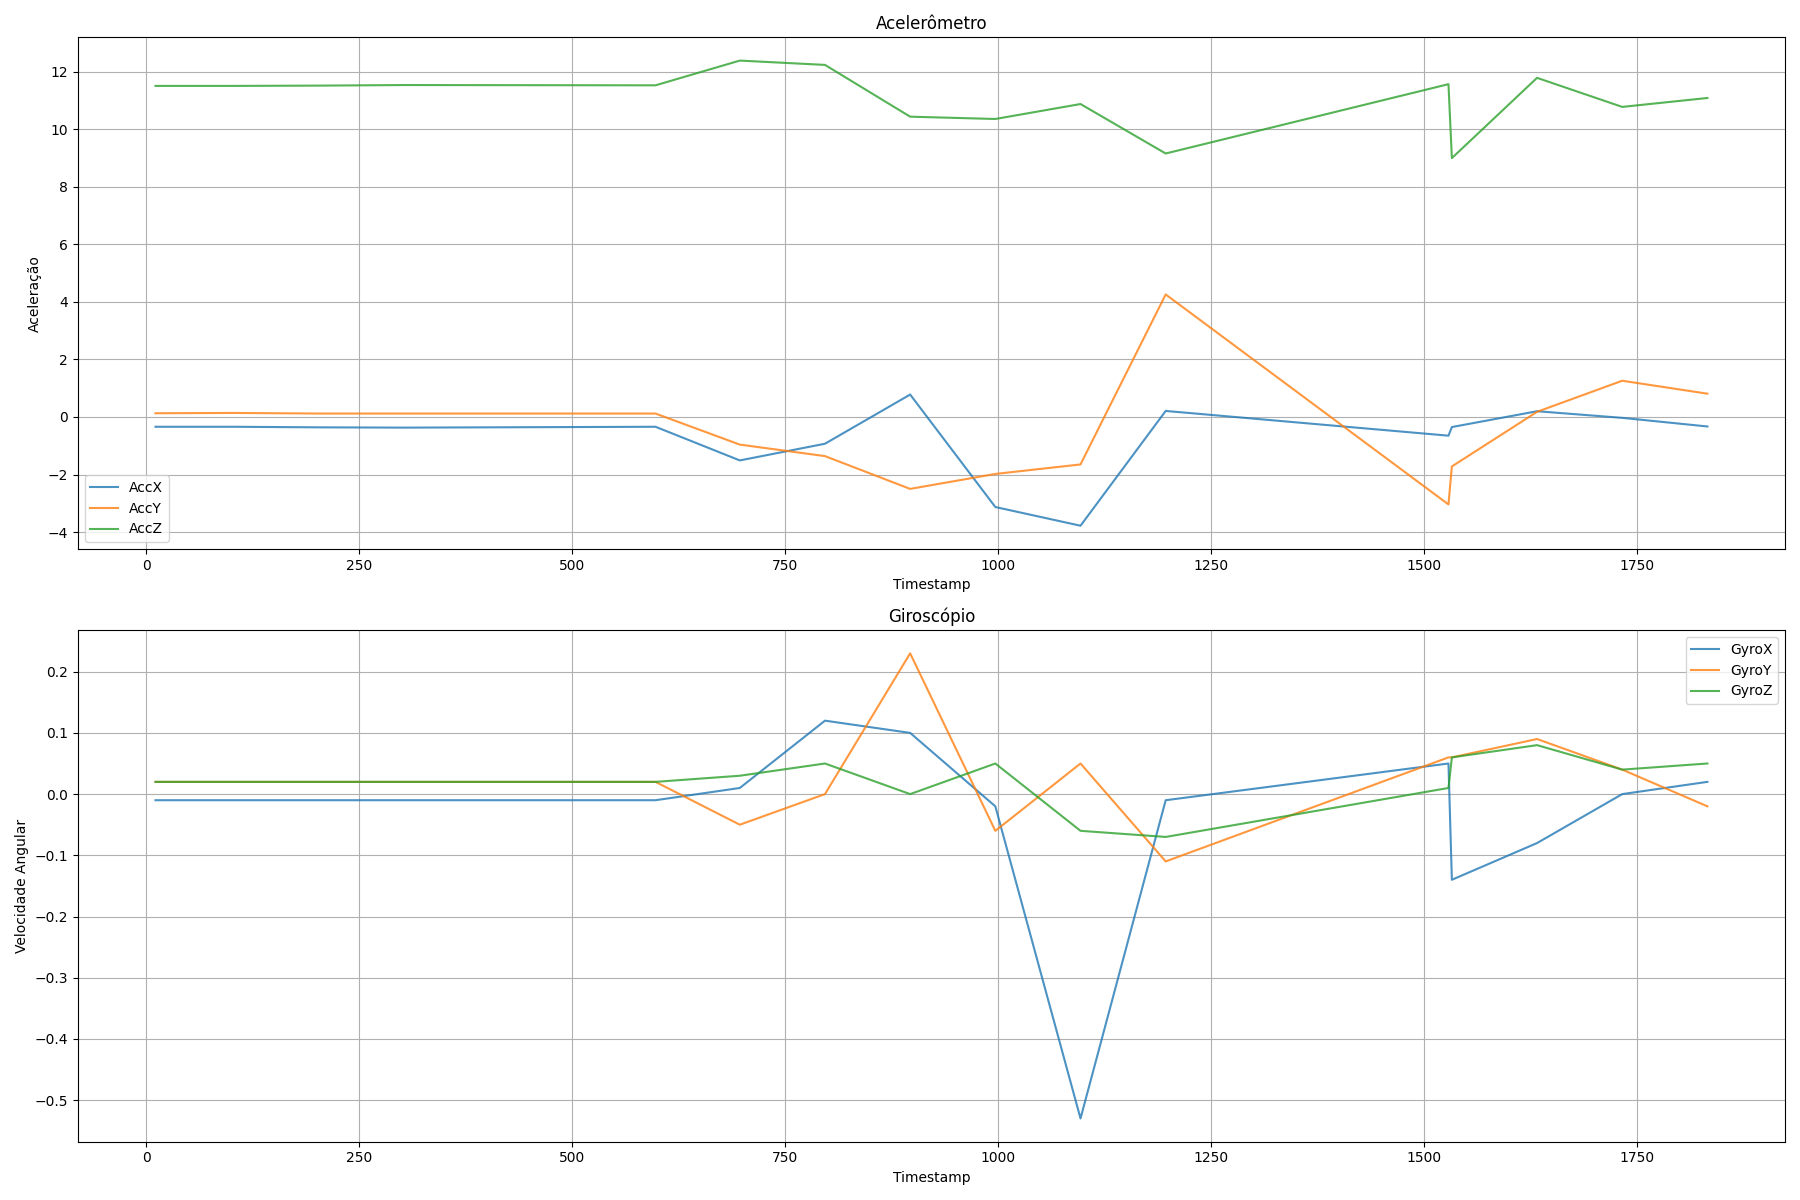 Acelerômetro
12
10
8
6
4
2
0
−2
−4
Aceleração
AccX
AccY
AccZ
0 250 500 750 1000 1250 1500 1750
Timestamp
Giroscópio
0.2
0.1
0.0
−0.1
−0.2
−0.3
−0.4
−0.5
Velocidade Angular
GyroX
GyroY
GyroZ
0 250 500 750 1000 1250 1500 1750
Timestamp